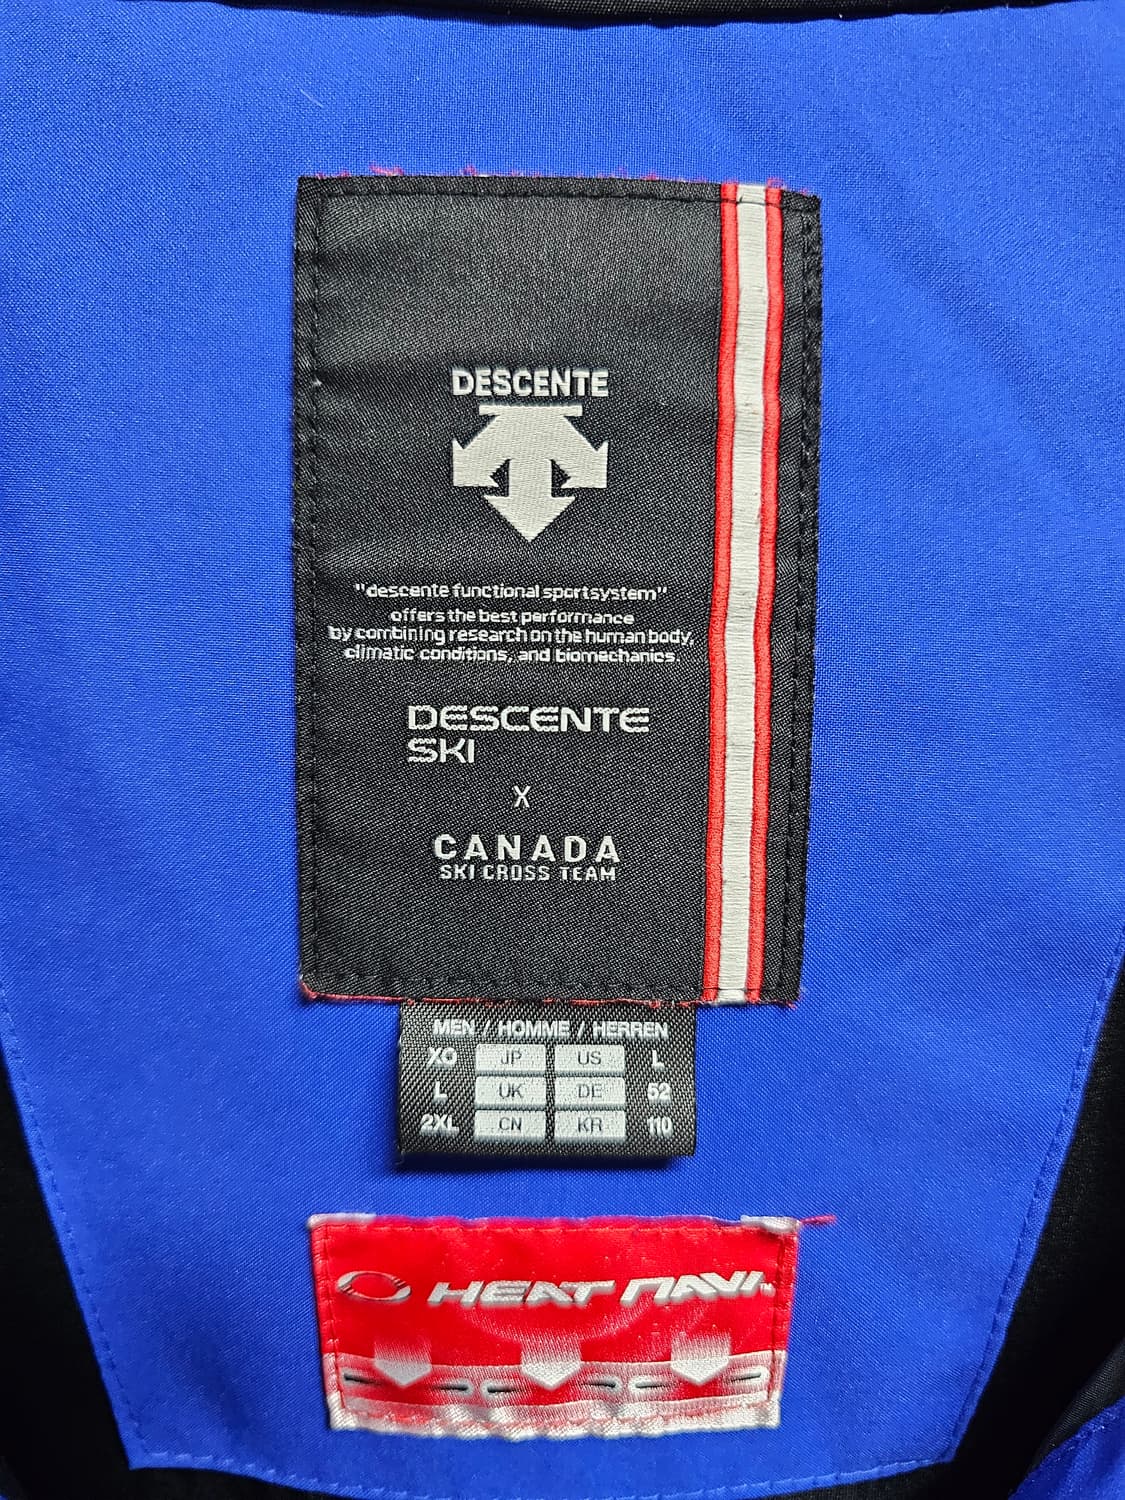 DESCENTE
"descente functional sportsystem"
offers the best performance
by combining research on the human body,
climatic conditions, and biomechanics.
DESCENTE
SKI
X
CANADA
SKI CROSS TEAM
MEN / HOMME / HERREN
XO JP US L
L UK DE 52
2XL CN KR 110
HEAT NAVI™